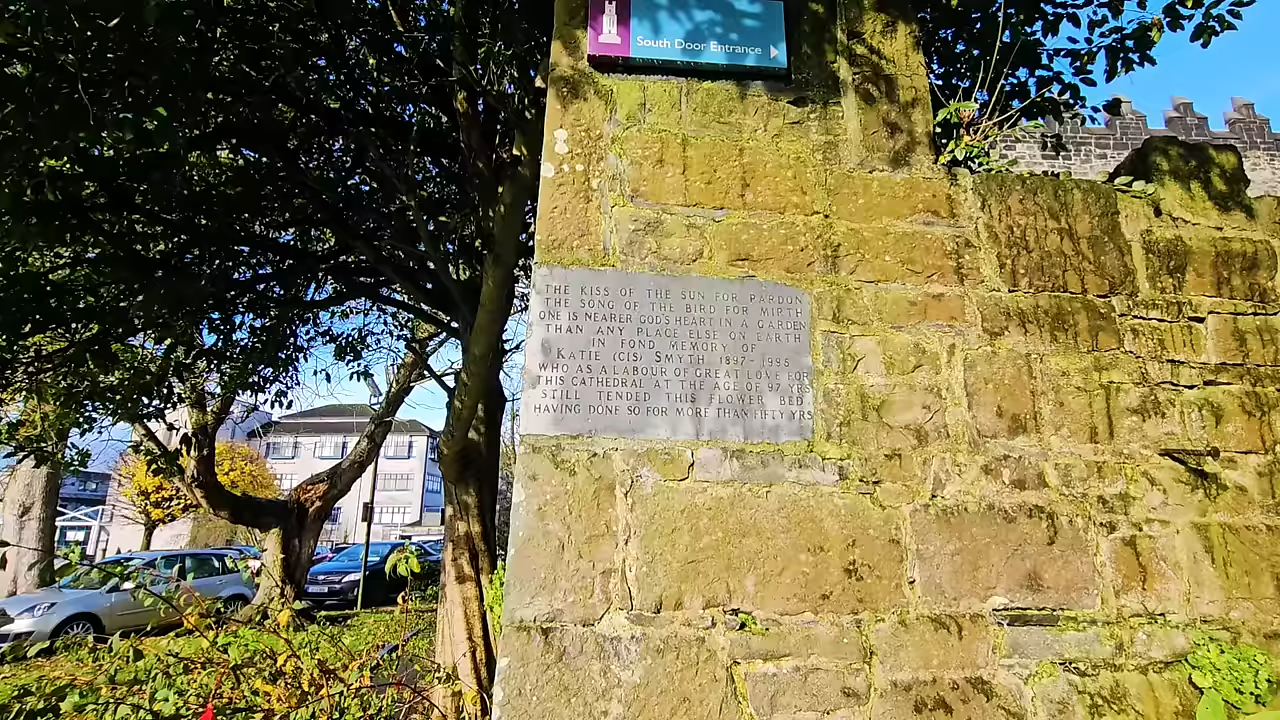 South Door Entrance
THE KISS OF THE SUN FOR PARDON
THE SONG OF THE BIRD FOR MIRTH
ONE IS NEARER GOD'S HEART IN A GARDEN
THAN ANY PLACE ELSE ON EARTH
IN FOND MEMORY OF
KATIE (CIS) SMYTH 1897-1995
WHO AS A LABOUR OF GREAT LOVE FOR
THIS CATHEDRAL AT THE AGE OF 97 YRS
STILL TENDED THIS FLOWER BED
HAVING DONE SO FOR MORE THAN FIFTY YRS